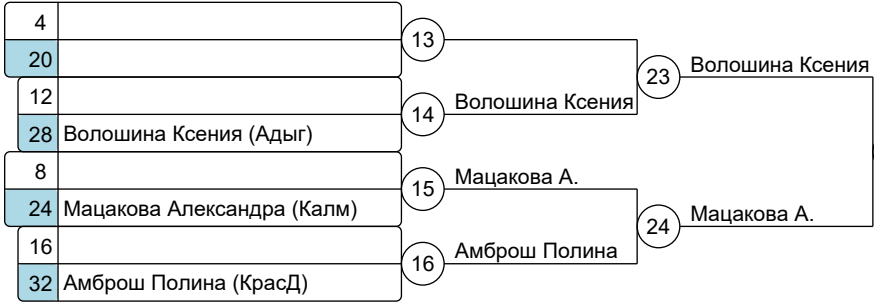 4
13
20
23
Волошина Ксения
12
14
Волошина Ксения
28 Волошина Ксения (Адыг)
8
15
Мацакова А.
24 Мацакова Александра (Калм)
24
Мацакова А.
16
16
Амброш Полина
32 Амброш Полина (КрасД)